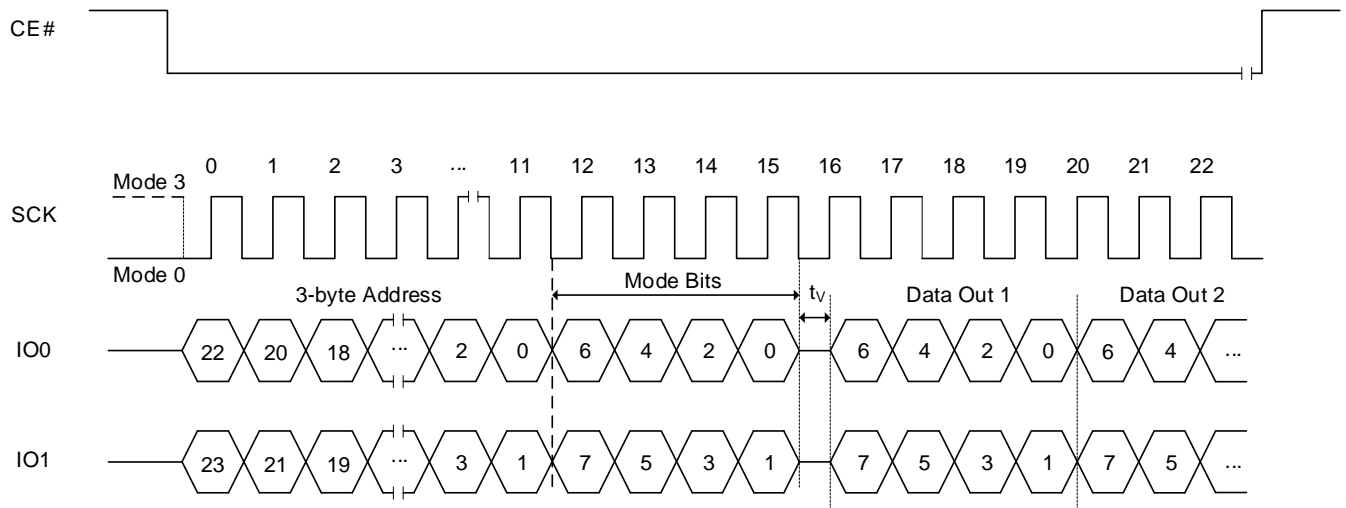 CE#
0 1 2 3 ... 11 12 13 14 15 16 17 18 19 20 21 22
Mode 3
SCK
Mode 0
3-byte Address Mode Bits tV Data Out 1 Data Out 2
IO0 22 20 18 ... 2 0 6 4 2 0 6 4 2 0 6 4 ...
IO1 23 21 19 ... 3 1 7 5 3 1 7 5 3 1 7 5 ...